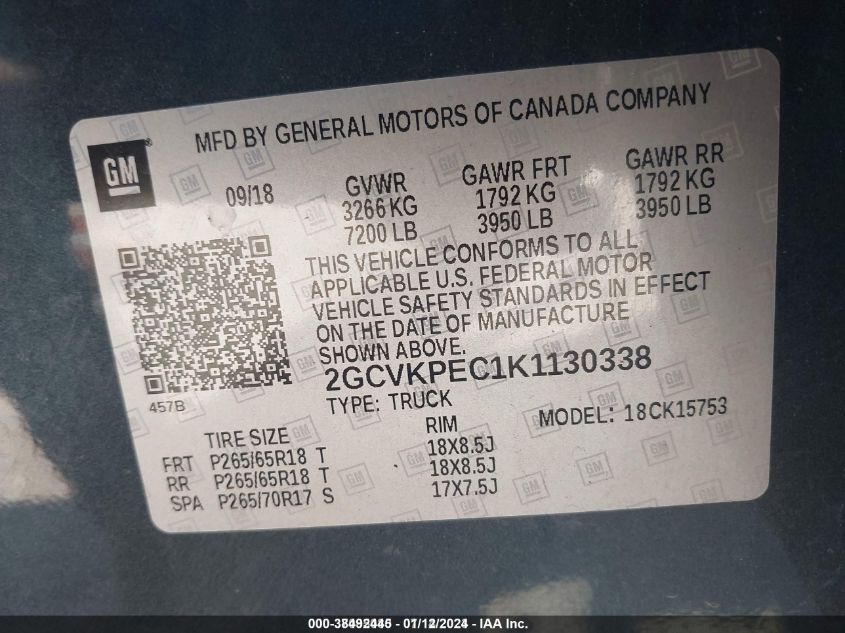 MFD BY GENERAL MOTORS OF CANADA COMPANY
GM
09/18
GVWR
3266 KG
7200 LB
GAWR FRT
1792 KG
3950 LB
GAWR RR
1792 KG
3950 LB
THIS VEHICLE CONFORMS TO ALL
APPLICABLE U.S. FEDERAL MOTOR
VEHICLE SAFETY STANDARDS IN EFFECT
ON THE DATE OF MANUFACTURE
SHOWN ABOVE.
2GCVKPEC1K1130338
457B
TYPE: TRUCK
MODEL: 18CK15753
TIRE SIZE RIM
FRT P265/65R18 T 18X8.5J
RR P265/65R18 T 18X8.5J
SPA P265/70R17 S 17X7.5J
01/12/2024 - IAA Inc.